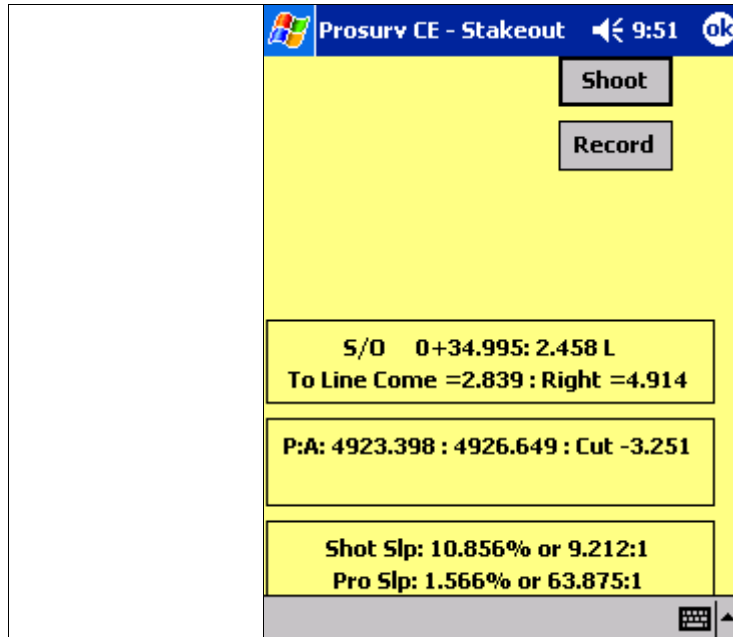 Prosurv CE - Stakeout 9:51 ok
Shoot
Record
S/O 0+34.995: 2.458 L
To Line Come =2.839 : Right =4.914
P:A: 4923.398 : 4926.649 : Cut -3.251
Shot Slp: 10.856% or 9.212:1
Pro Slp: 1.566% or 63.875:1